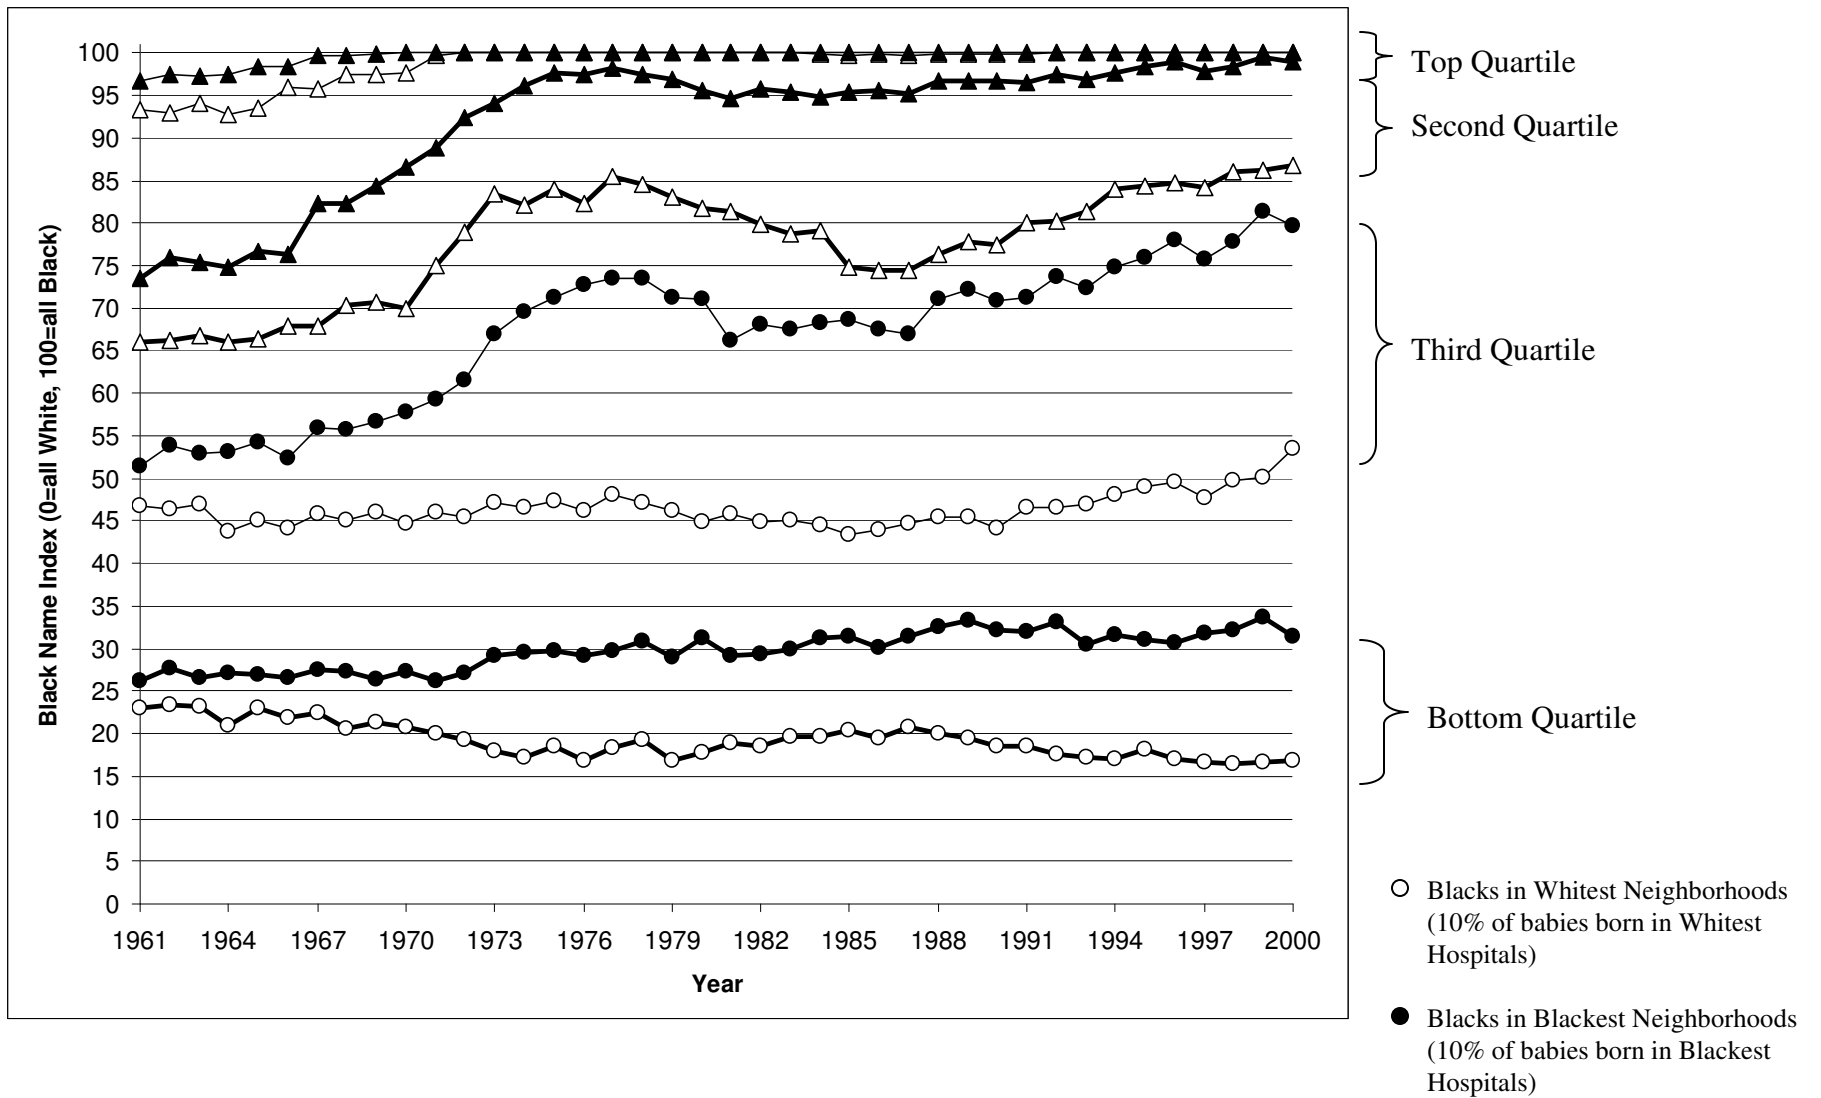 Black Name Index (0=all White, 100=all Black)
100
95
90
85
80
75
70
65
60
55
50
45
40
35
30
25
20
15
10
5
0
1961 1964 1967 1970 1973 1976 1979 1982 1985 1988 1991 1994 1997 2000
Year
Top Quartile
Second Quartile
Third Quartile
Bottom Quartile
Blacks in Whitest Neighborhoods
(10% of babies born in Whitest
Hospitals)
Blacks in Blackest Neighborhoods
(10% of babies born in Blackest
Hospitals)